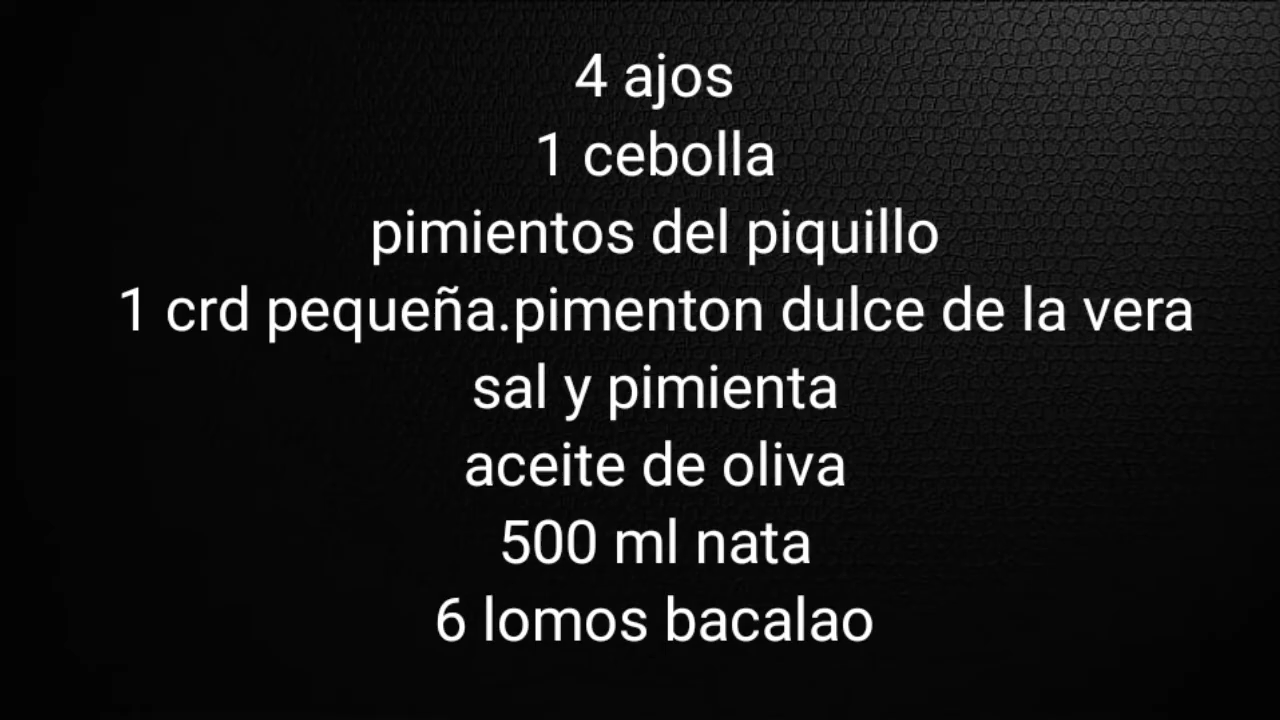 4 ajos
1 cebolla
pimientos del piquillo
1 crd pequeña.pimenton dulce de la vera
sal y pimienta
aceite de oliva
500 ml nata
6 lomos bacalao